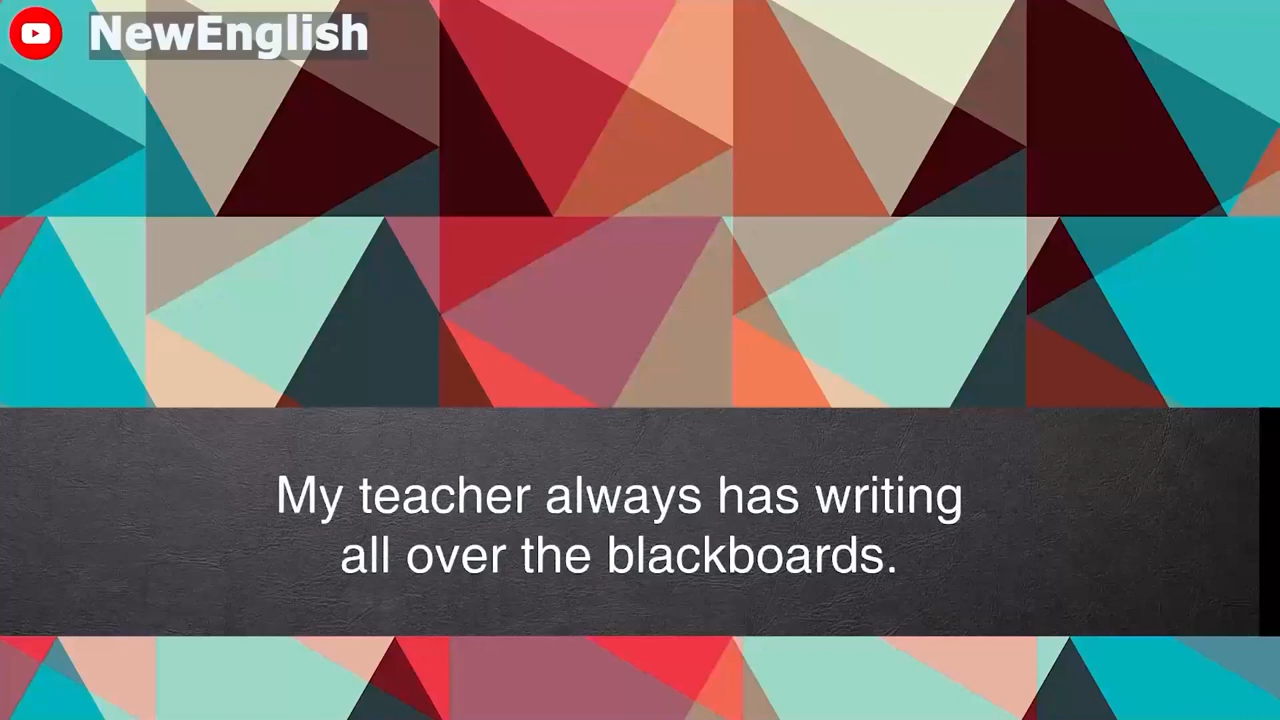 NewEnglish
My teacher always has writing
all over the blackboards.